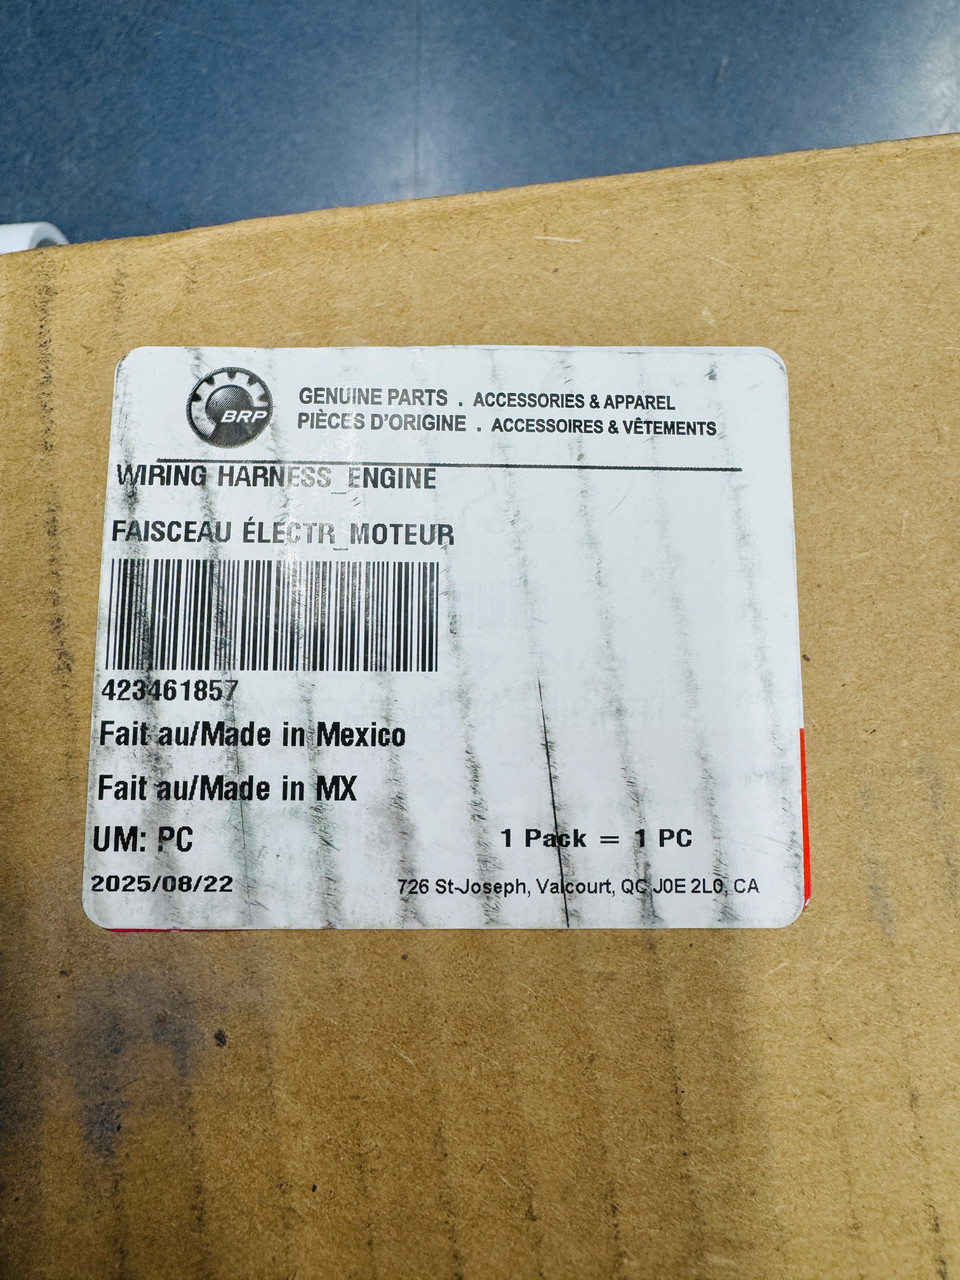 BRP
GENUINE PARTS . ACCESSORIES & APPAREL
PIÈCES D'ORIGINE . ACCESSOIRES & VÊTEMENTS
WIRING HARNESS_ENGINE
FAISCEAU ÉLECTR_MOTEUR
423461857
Fait au/Made in Mexico
Fait au/Made in MX
UM: PC 1 Pack = 1 PC
2025/08/22 726 St-Joseph, Valcourt, QC J0E 2L0, CA